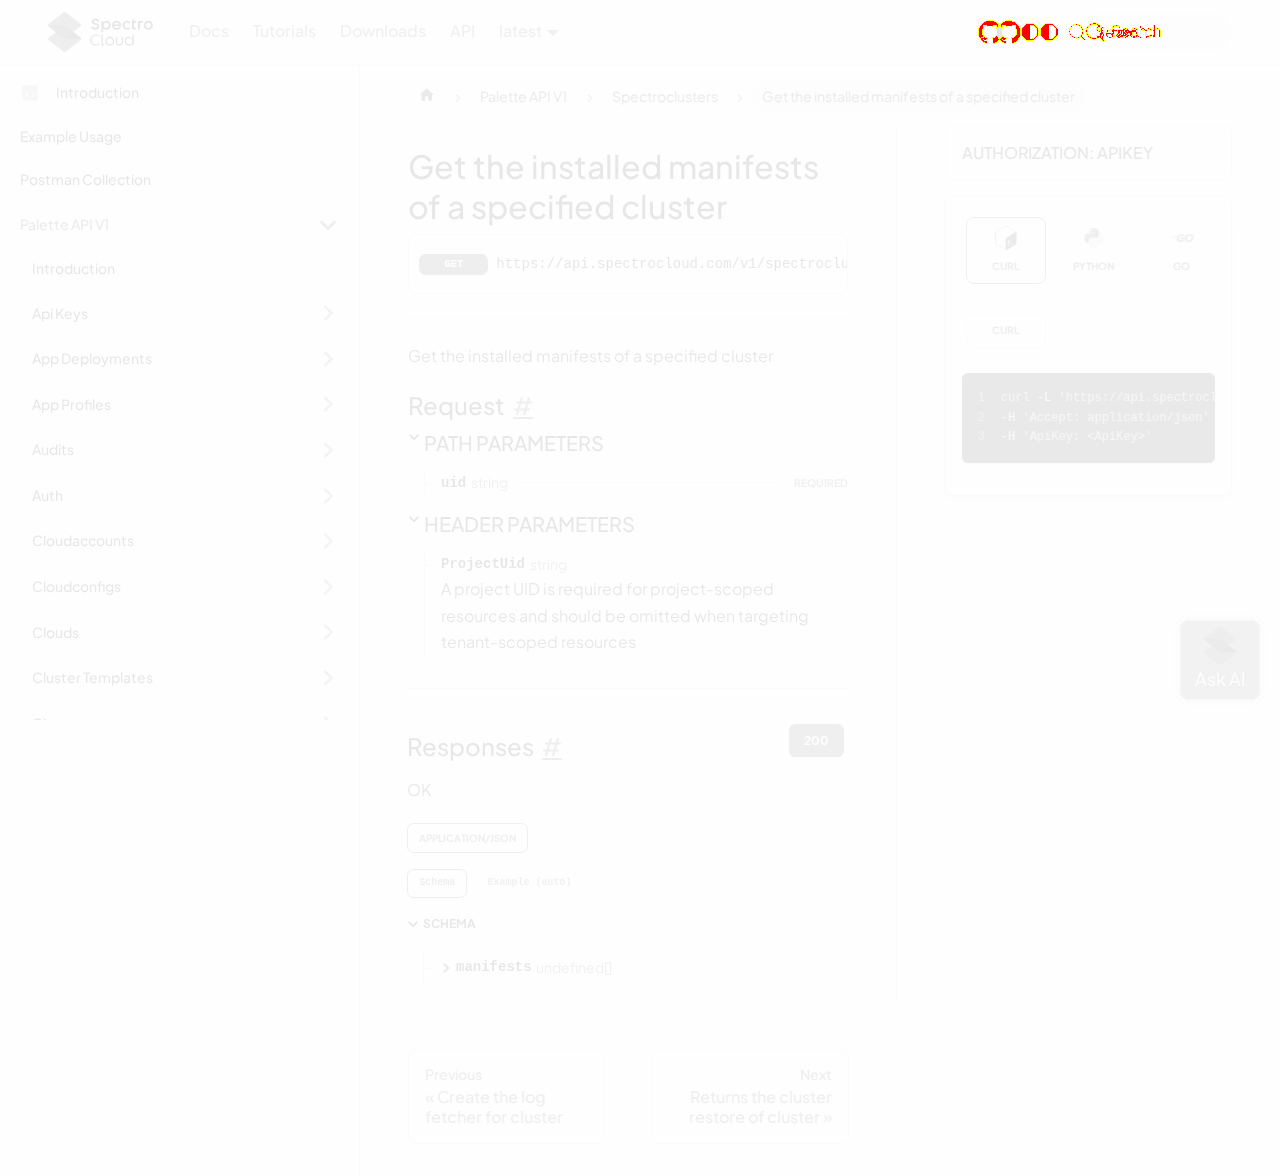 Spectro
Cloud
Docs
Tutorials
Downloads
API
latest
Introduction
Example Usage
Postman Collection
Palette API V1
Introduction
Api Keys
App Deployments
App Profiles
Audits
Auth
Cloudaccounts
Cloudconfigs
Clouds
Cluster Templates
Palette API V1
Spectroclusters
Get the installed manifests of a specified cluster
Get the installed manifests
of a specified cluster
GET https://api.spectrocloud.com/v1/spectroclu
Get the installed manifests of a specified cluster
Request #
PATH PARAMETERS
uid string REQUIRED
HEADER PARAMETERS
ProjectUid string
A project UID is required for project-scoped
resources and should be omitted when targeting
tenant-scoped resources
Responses #
200
OK
APPLICATION/JSON
Schema Example (auto)
SCHEMA
manifests undefined[]
Previous
« Create the log
fetcher for cluster
Next
Returns the cluster
restore of cluster »
AUTHORIZATION: APIKEY
CURL
PYTHON
GO
GO
CURL
1 curl -L 'https://api.spectrocl
2 -H 'Accept: application/json'
3 -H 'ApiKey: <ApiKey>'
Ask AI